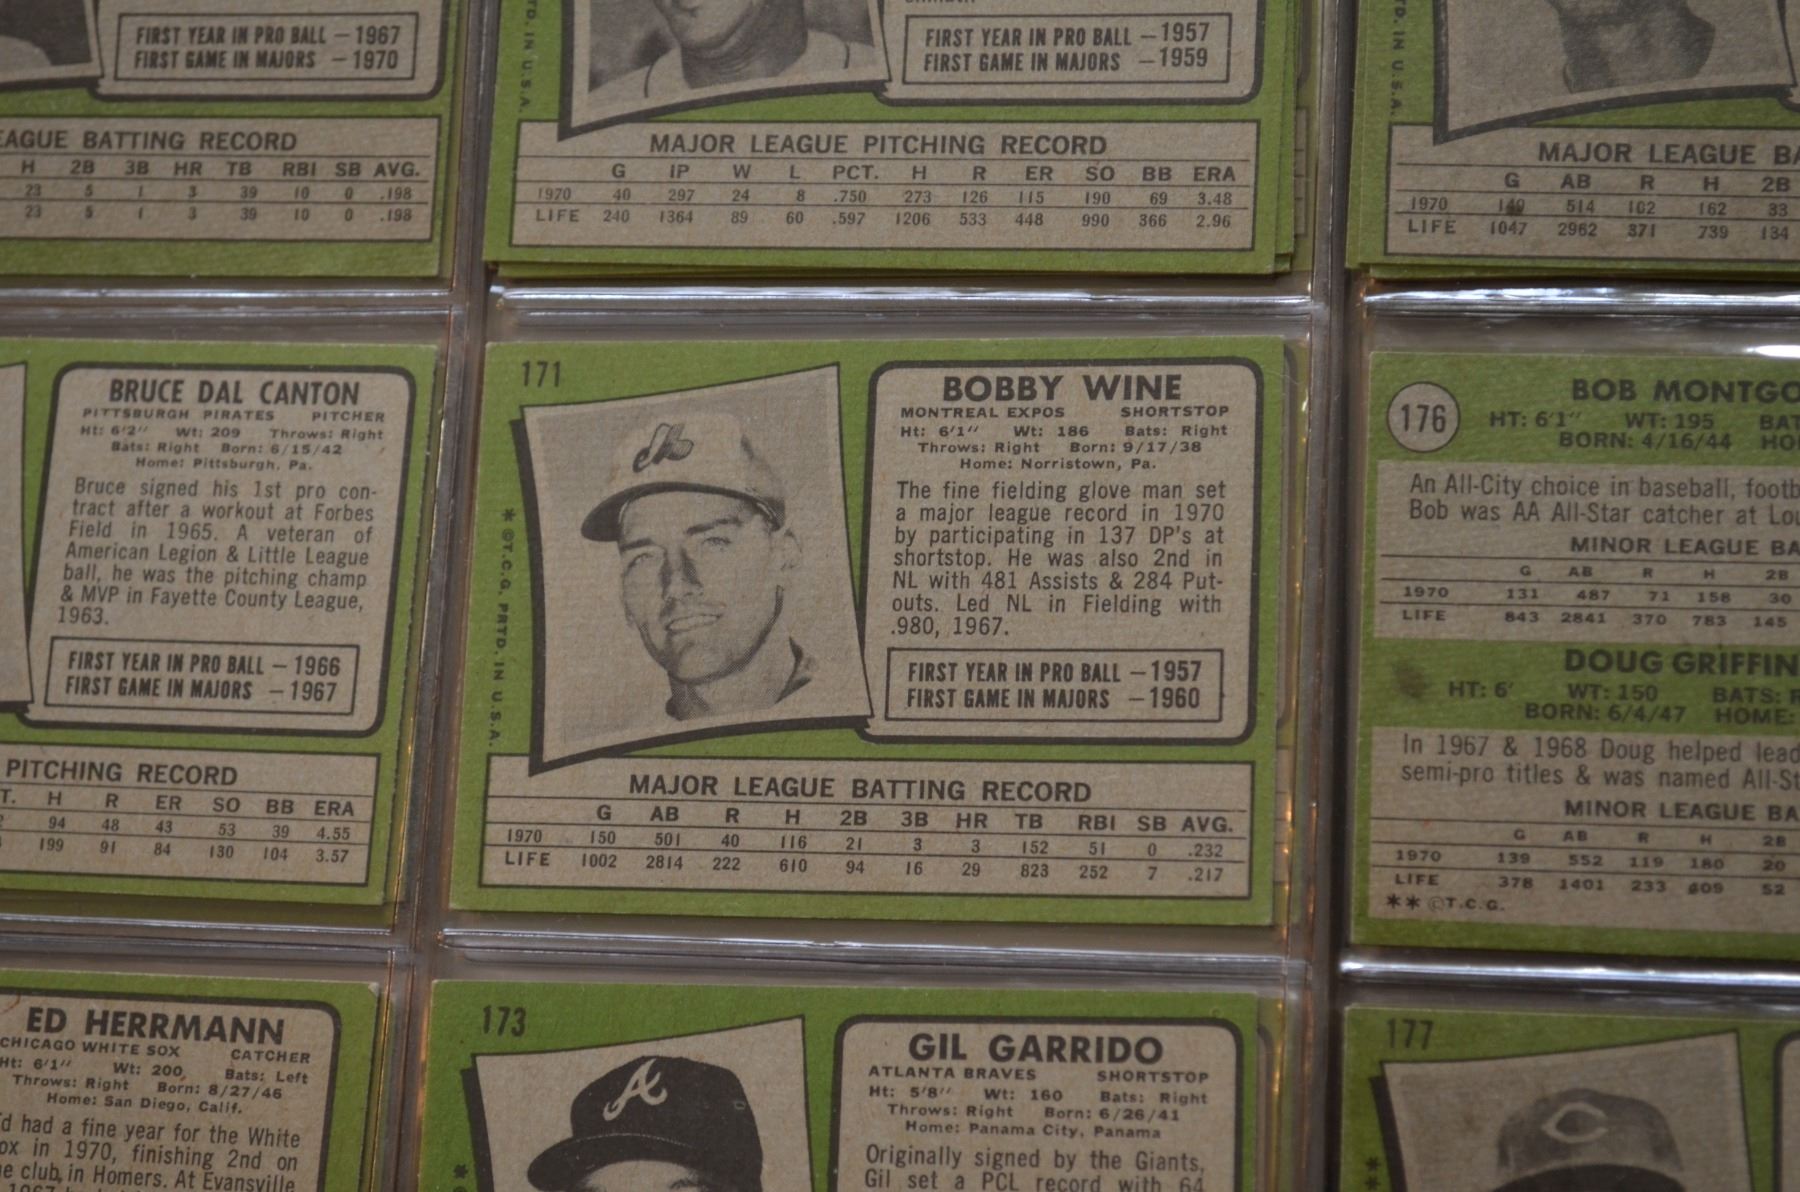 FIRST YEAR IN PRO BALL – 1967
FIRST GAME IN MAJORS – 1970
EAGUE BATTING RECORD
H 2B 3B HR TB RBI SB AVG.
23 5 1 3 39 10 0 .198
23 5 1 3 39 10 0 .198
TD. IN U.S.A.
FIRST YEAR IN PRO BALL – 1957
FIRST GAME IN MAJORS – 1959
MAJOR LEAGUE PITCHING RECORD
G IP W L PCT. H R ER SO BB ERA
1970 40 297 24 8 .750 273 126 115 190 69 3.48
LIFE 240 1364 89 60 .597 1206 533 448 990 366 2.96
TD. IN U.S.A.
MAJOR LEAGUE BA
G AB R H 2B
1970 149 514 102 162 33
LIFE 1047 2962 371 739 134
BRUCE DAL CANTON
PITTSBURGH PIRATES PITCHER
Ht: 6'2" Wt: 209 Throws: Right
Bats: Right Born: 6/15/42
Home: Pittsburgh, Pa.
Bruce signed his 1st pro con-
tract after a workout at Forbes
Field in 1965. A veteran of
American Legion & Little League
ball, he was the pitching champ
& MVP in Fayette County League,
1963.
FIRST YEAR IN PRO BALL – 1966
FIRST GAME IN MAJORS – 1967
PITCHING RECORD
T. H R ER SO BB ERA
94 48 43 53 39 4.55
199 91 84 130 104 3.57
171
*©T.C.G. PRTD. IN U.S.A.
BOBBY WINE
MONTREAL EXPOS SHORTSTOP
Ht: 6'1" Wt: 186 Bats: Right
Throws: Right Born: 9/17/38
Home: Norristown, Pa.
The fine fielding glove man set
a major league record in 1970
by participating in 137 DP's at
shortstop. He was also 2nd in
NL with 481 Assists & 284 Put-
outs. Led NL in Fielding with
.980, 1967.
FIRST YEAR IN PRO BALL – 1957
FIRST GAME IN MAJORS – 1960
MAJOR LEAGUE BATTING RECORD
G AB R H 2B 3B HR TB RBI SB AVG.
1970 150 501 40 116 21 3 3 152 51 0 .232
LIFE 1002 2814 222 610 94 16 29 823 252 7 .217
176
BOB MONTGO
HT: 6'1" WT: 195 BAT
BORN: 4/16/44 HO
An All-City choice in baseball, footb
Bob was AA All-Star catcher at Lou
MINOR LEAGUE BA
G AB R H 2B
1970 131 487 71 158 30
LIFE 843 2841 370 783 145
DOUG GRIFFIN
HT: 6' WT: 150 BATS: R
BORN: 6/4/47 HOME:
In 1967 & 1968 Doug helped lead
semi-pro titles & was named All-St
MINOR LEAGUE BA
G AB R H 2B
1970 139 552 119 180 20
LIFE 378 1401 233 409 52
**©T.C.G.
ED HERRMANN
CHICAGO WHITE SOX CATCHER
Ht: 6'1" Wt: 200 Bats: Left
Throws: Right Born: 8/27/46
Home: San Diego, Calif.
d had a fine year for the White
ox in 1970, finishing 2nd on
e club in Homers. At Evansville
173
GIL GARRIDO
ATLANTA BRAVES SHORTSTOP
Ht: 5'8" Wt: 160 Bats: Right
Throws: Right Born: 6/26/41
Home: Panama City, Panama
Originally signed by the Giants,
Gil set a PCL record with 64
177